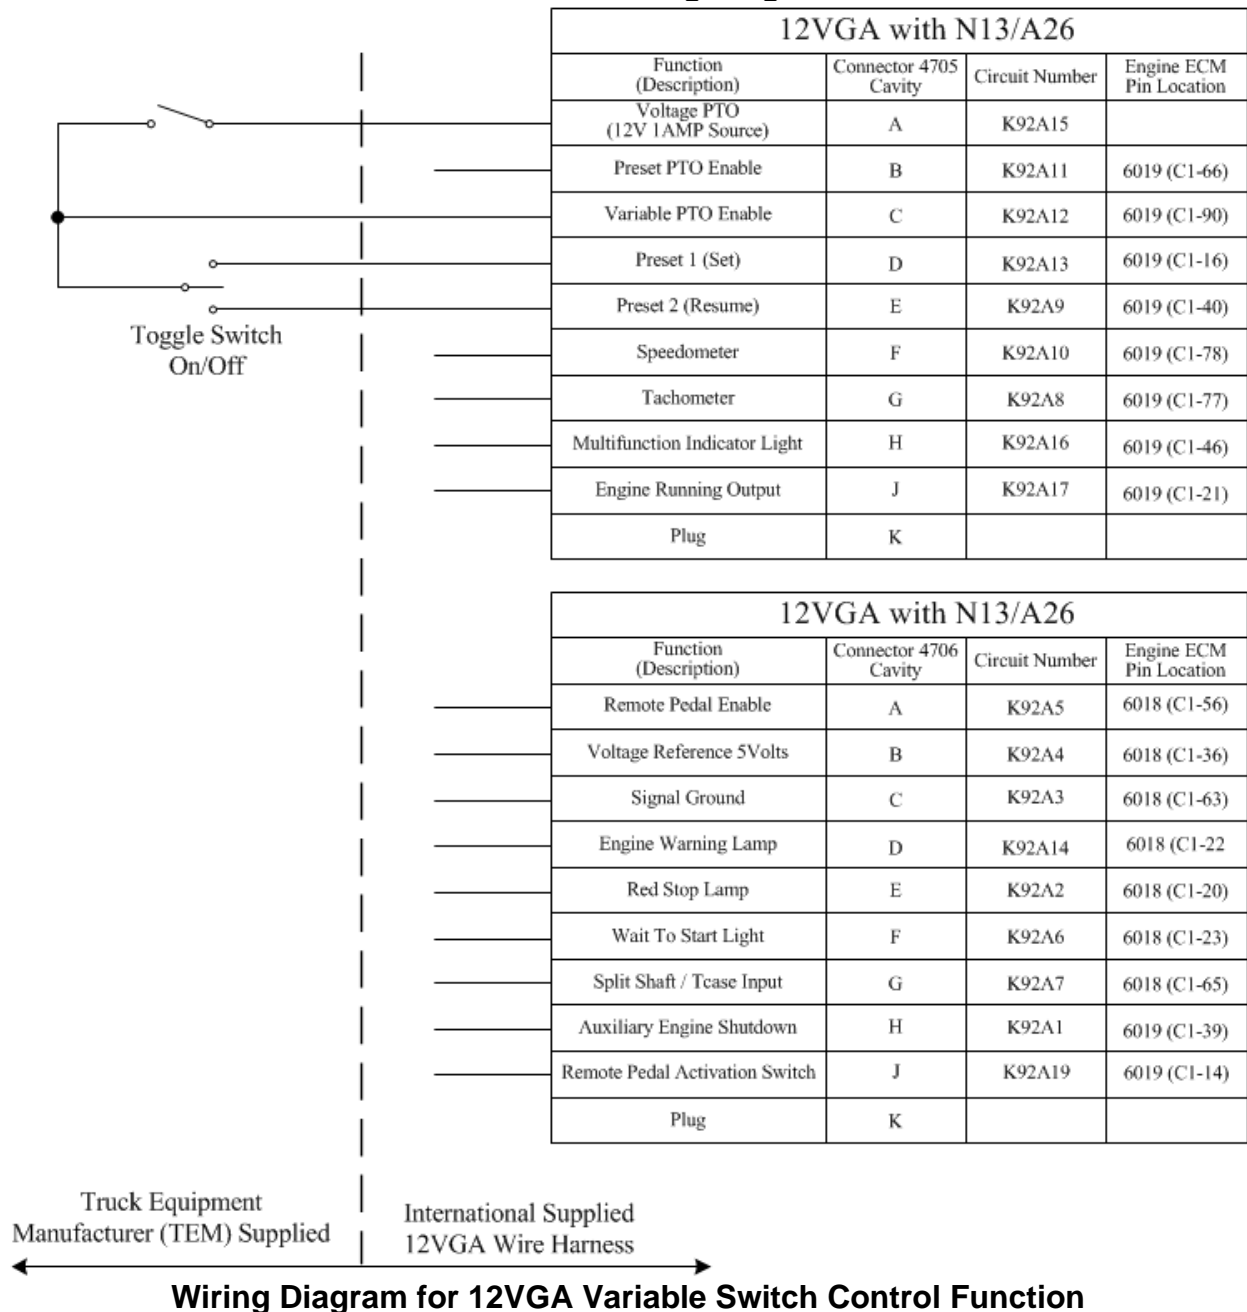 12VGA with N13/A26
Function (Description) Connector 4705 Cavity Circuit Number Engine ECM Pin Location
Voltage PTO (12V 1AMP Source) A K92A15
Preset PTO Enable B K92A11 6019 (C1-66)
Variable PTO Enable C K92A12 6019 (C1-90)
Preset 1 (Set) D K92A13 6019 (C1-16)
Preset 2 (Resume) E K92A9 6019 (C1-40)
Speedometer F K92A10 6019 (C1-78)
Tachometer G K92A8 6019 (C1-77)
Multifunction Indicator Light H K92A16 6019 (C1-46)
Engine Running Output J K92A17 6019 (C1-21)
Plug K
Toggle Switch
On/Off
12VGA with N13/A26
Function (Description) Connector 4706 Cavity Circuit Number Engine ECM Pin Location
Remote Pedal Enable A K92A5 6018 (C1-56)
Voltage Reference 5Volts B K92A4 6018 (C1-36)
Signal Ground C K92A3 6018 (C1-63)
Engine Warning Lamp D K92A14 6018 (C1-22
Red Stop Lamp E K92A2 6018 (C1-20)
Wait To Start Light F K92A6 6018 (C1-23)
Split Shaft / Tcase Input G K92A7 6018 (C1-65)
Auxiliary Engine Shutdown H K92A1 6019 (C1-39)
Remote Pedal Activation Switch J K92A19 6019 (C1-14)
Plug K
Truck Equipment
Manufacturer (TEM) Supplied
International Supplied
12VGA Wire Harness
Wiring Diagram for 12VGA Variable Switch Control Function